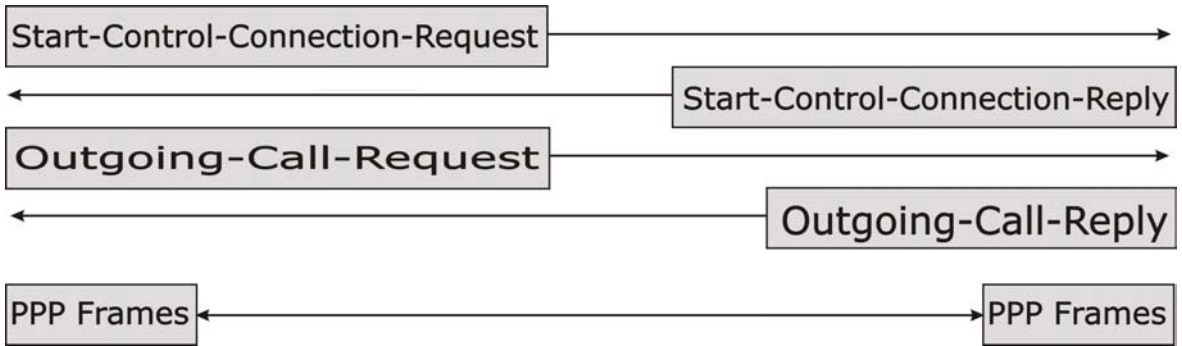 Start-Control-Connection-Request
Start-Control-Connection-Reply
Outgoing-Call-Request
Outgoing-Call-Reply
PPP Frames
PPP Frames